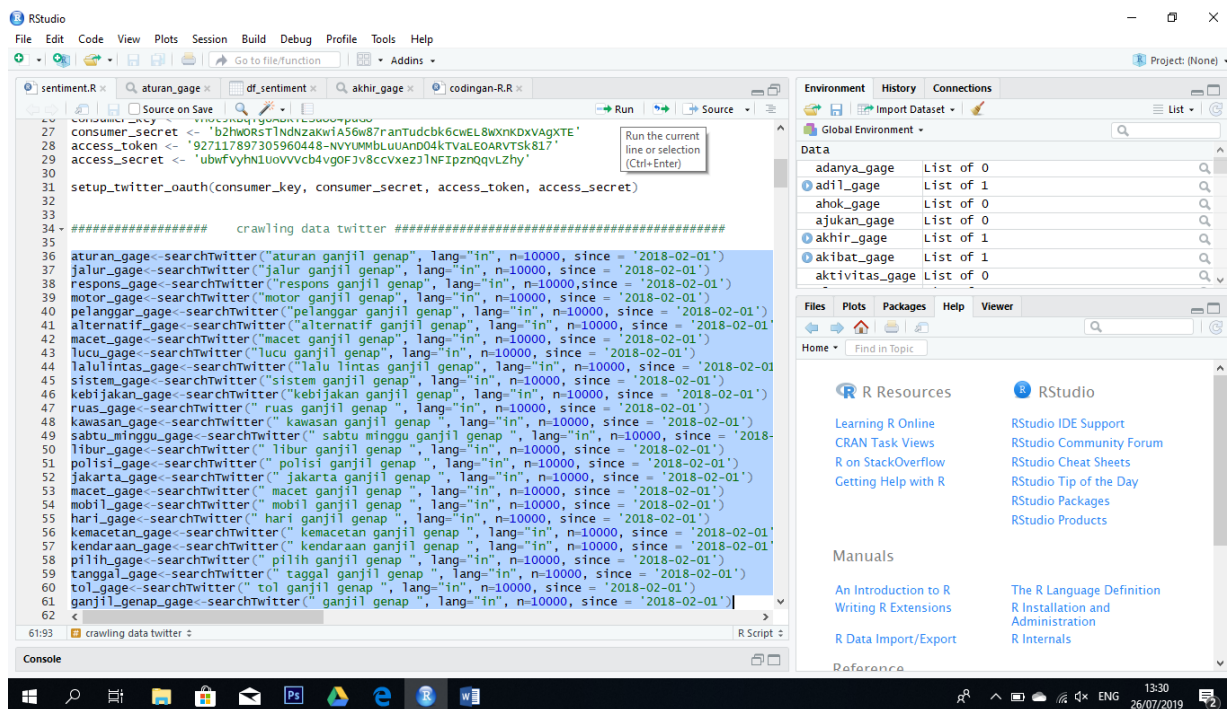 RStudio
File Edit Code View Plots Session Build Debug Profile Tools Help
Go to file/function
Addins
Project: (None)
sentiment.R
aturan_gage
df_sentiment
akhir_gage
codingan-R.R
Source on Save
Run
Source
Run the current
line or selection
(Ctrl+Enter)
27 consumer_secret <-
28 access_token <-
29 access_secret <-
30
31 setup_twitter_oauth(consumer_key, consumer_secret, access_token, access_secret)
32
33
34 ################### crawling data twitter ##############################################
35
36 aturan_gage<-searchTwitter("aturan ganjil genap", lang="in", n=10000, since = '2018-02-01')
37 jalur_gage<-searchTwitter("jalur ganjil genap", lang="in", n=10000, since = '2018-02-01')
38 respons_gage<-searchTwitter("respons ganjil genap", lang="in", n=10000,since = '2018-02-01')
39 motor_gage<-searchTwitter("motor ganjil genap", lang="in", n=10000, since = '2018-02-01')
40 pelanggar_gage<-searchTwitter("pelanggar ganjil genap", lang="in", n=10000, since = '2018-02-01')
41 alternatif_gage<-searchTwitter("alternatif ganjil genap", lang="in", n=10000, since = '2018-02-01'
42 macet_gage<-searchTwitter("macet ganjil genap", lang="in", n=10000, since = '2018-02-01')
43 lucu_gage<-searchTwitter("lucu ganjil genap", lang="in", n=10000, since = '2018-02-01')
44 lalulintas_gage<-searchTwitter("lalu lintas ganjil genap", lang="in", n=10000, since = '2018-02-01
45 sistem_gage<-searchTwitter("sistem ganjil genap", lang="in", n=10000, since = '2018-02-01')
46 kebijakan_gage<-searchTwitter("kebijakan ganjil genap", lang="in", n=10000, since = '2018-02-01')
47 ruas_gage<-searchTwitter(" ruas ganjil genap ", lang="in", n=10000, since = '2018-02-01')
48 kawasan_gage<-searchTwitter(" kawasan ganjil genap ", lang="in", n=10000, since = '2018-02-01')
49 sabtu_minggu_gage<-searchTwitter(" sabtu minggu ganjil genap ", lang="in", n=10000, since = '2018-
50 libur_gage<-searchTwitter(" libur ganjil genap ", lang="in", n=10000, since = '2018-02-01')
51 polisi_gage<-searchTwitter(" polisi ganjil genap ", lang="in", n=10000, since = '2018-02-01')
52 jakarta_gage<-searchTwitter(" jakarta ganjil genap ", lang="in", n=10000, since = '2018-02-01')
53 macet_gage<-searchTwitter(" macet ganjil genap ", lang="in", n=10000, since = '2018-02-01')
54 mobil_gage<-searchTwitter(" mobil ganjil genap ", lang="in", n=10000, since = '2018-02-01')
55 hari_gage<-searchTwitter(" hari ganjil genap ", lang="in", n=10000, since = '2018-02-01')
56 kemacetan_gage<-searchTwitter(" kemacetan ganjil genap ", lang="in", n=10000, since = '2018-02-01'
57 kendaraan_gage<-searchTwitter(" kendaraan ganjil genap ", lang="in", n=10000, since = '2018-02-01'
58 pilih_gage<-searchTwitter(" pilih ganjil genap ", lang="in", n=10000, since = '2018-02-01')
59 tanggal_gage<-searchTwitter(" taggal ganjil genap ", lang="in", n=10000, since = '2018-02-01')
60 tol_gage<-searchTwitter(" tol ganjil genap ", lang="in", n=10000, since = '2018-02-01')
61 ganjil_genap_gage<-searchTwitter(" ganjil genap ", lang="in", n=10000, since = '2018-02-01')
62
61:93 crawling data twitter R Script
Console
Environment History Connections
Import Dataset
List
Global Environment
Data
adanya_gage List of 0
adil_gage List of 1
ahok_gage List of 0
ajukan_gage List of 0
akhir_gage List of 1
akibat_gage List of 1
aktivitas_gage List of 0
Files Plots Packages Help Viewer
Home
Find in Topic
R Resources
Learning R Online
CRAN Task Views
R on StackOverflow
Getting Help with R
RStudio
RStudio IDE Support
RStudio Community Forum
RStudio Cheat Sheets
RStudio Tip of the Day
RStudio Packages
RStudio Products
Manuals
An Introduction to R
Writing R Extensions
R Data Import/Export
The R Language Definition
R Installation and
Administration
R Internals
Reference
Ps
R
W
ENG
13:30
26/07/2019
2